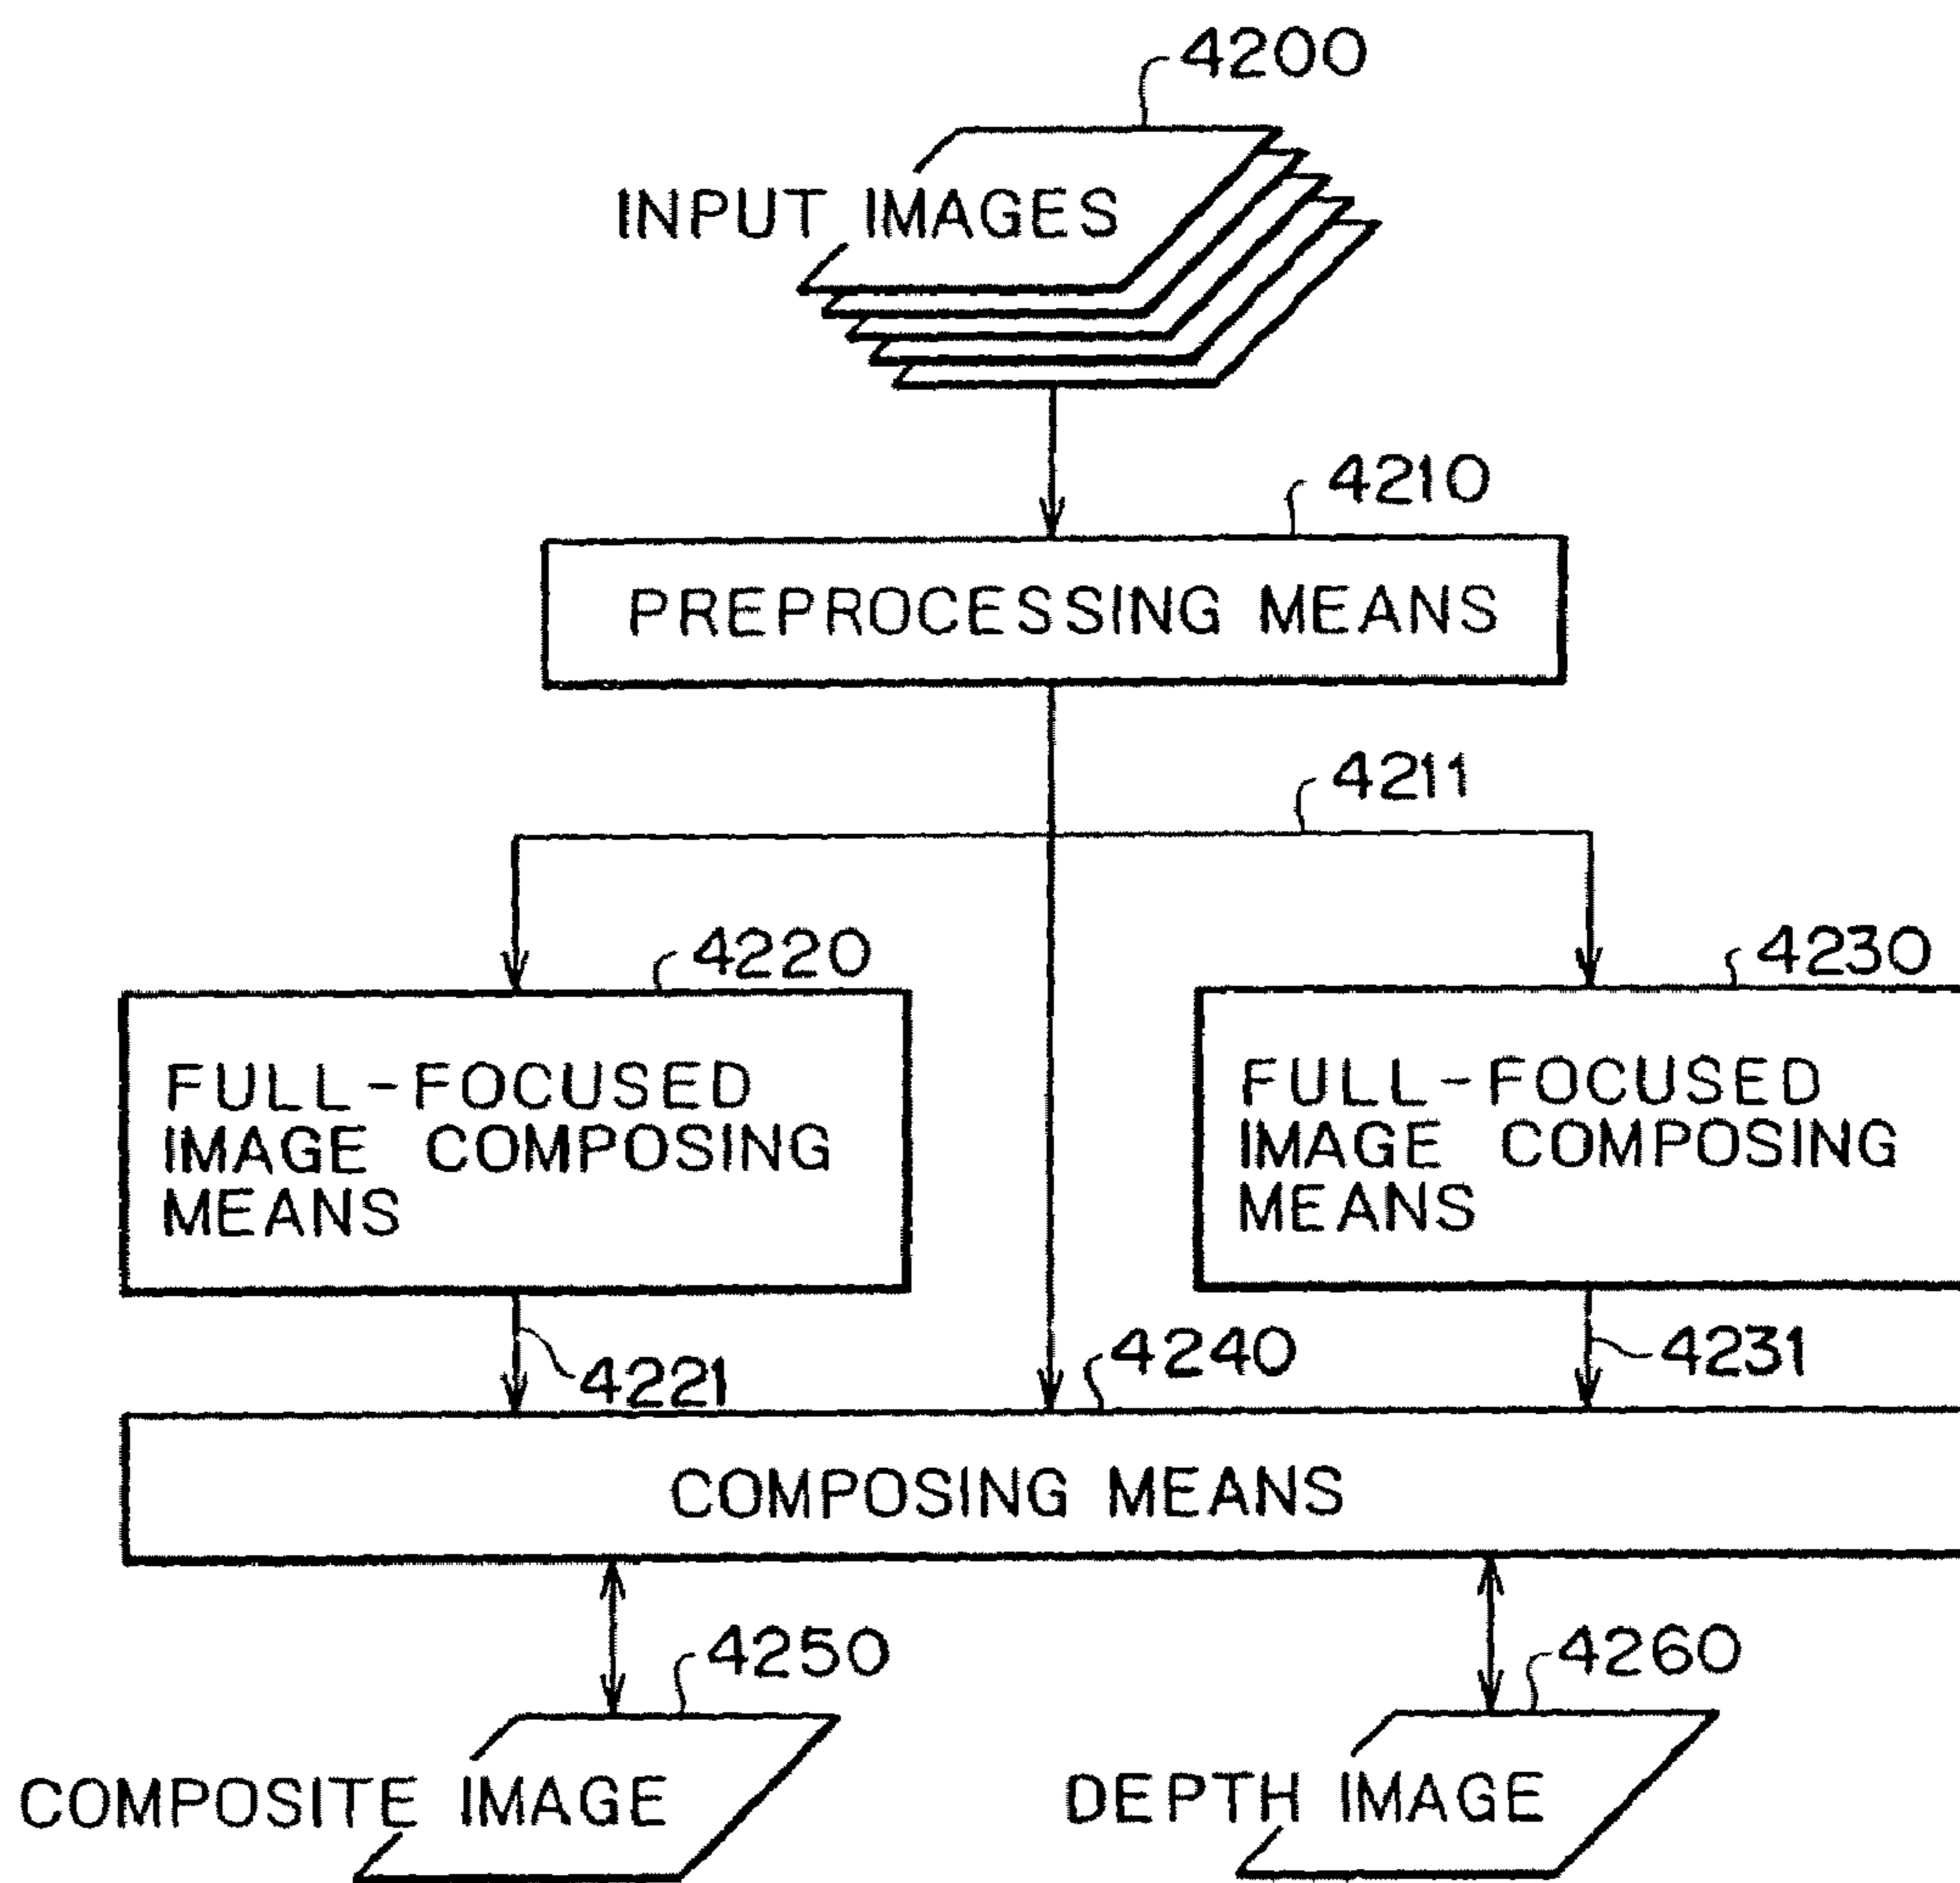 4200
INPUT IMAGES
4210
PREPROCESSING MEANS
4211
4220
4230
FULL-FOCUSED
IMAGE COMPOSING
MEANS
FULL-FOCUSED
IMAGE COMPOSING
MEANS
4221
4240
4231
COMPOSING MEANS
4250
4260
COMPOSITE IMAGE
DEPTH IMAGE